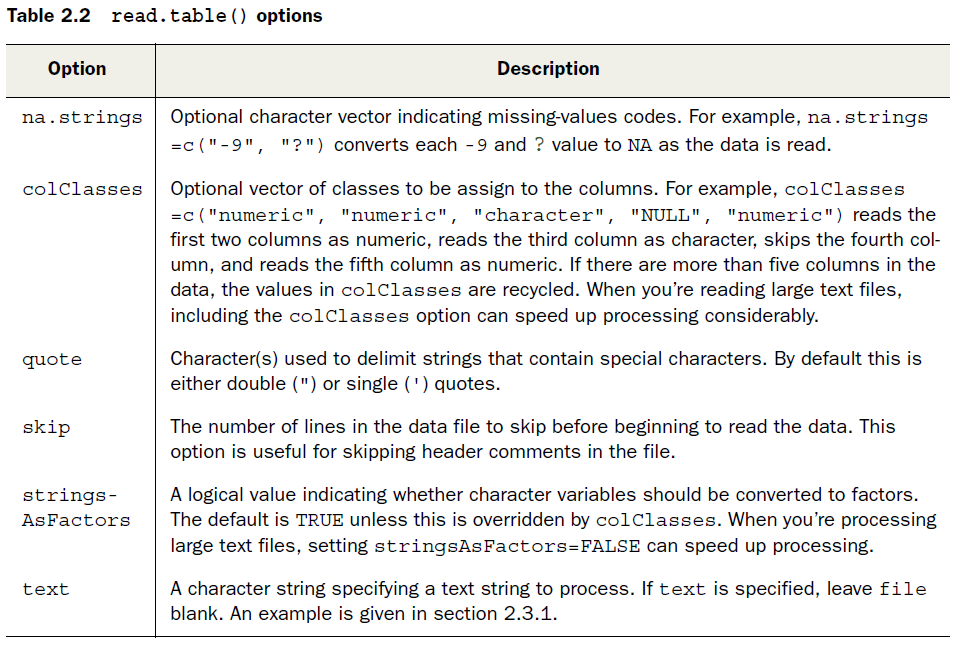 Table 2.2 read.table() options
Option Description
na.strings Optional character vector indicating missing-values codes. For example, na.strings
=c("-9", "?") converts each -9 and ? value to NA as the data is read.
colClasses Optional vector of classes to be assign to the columns. For example, colClasses
=c("numeric", "numeric", "character", "NULL", "numeric") reads the
first two columns as numeric, reads the third column as character, skips the fourth col-
umn, and reads the fifth column as numeric. If there are more than five columns in the
data, the values in colClasses are recycled. When you’re reading large text files,
including the colClasses option can speed up processing considerably.
quote Character(s) used to delimit strings that contain special characters. By default this is
either double (") or single (') quotes.
skip The number of lines in the data file to skip before beginning to read the data. This
option is useful for skipping header comments in the file.
strings- A logical value indicating whether character variables should be converted to factors.
AsFactors The default is TRUE unless this is overridden by colClasses. When you’re processing
large text files, setting stringsAsFactors=FALSE can speed up processing.
text A character string specifying a text string to process. If text is specified, leave file
blank. An example is given in section 2.3.1.